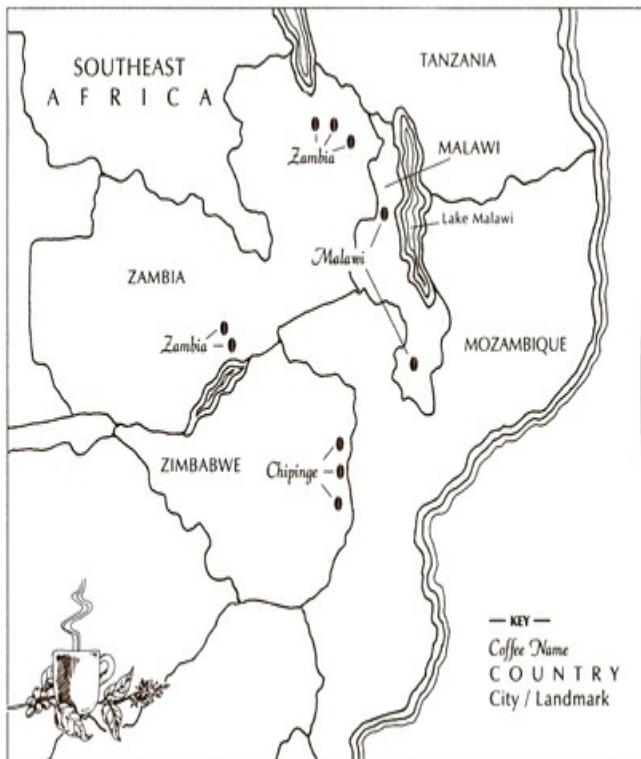 SOUTHEAST
AFRICA
TANZANIA
Zambia
MALAWI
Lake Malawi
Malawi
ZAMBIA
Zambia
MOZAMBIQUE
ZIMBABWE
Chipinge
— KEY —
Coffee Name
COUNTRY
City / Landmark